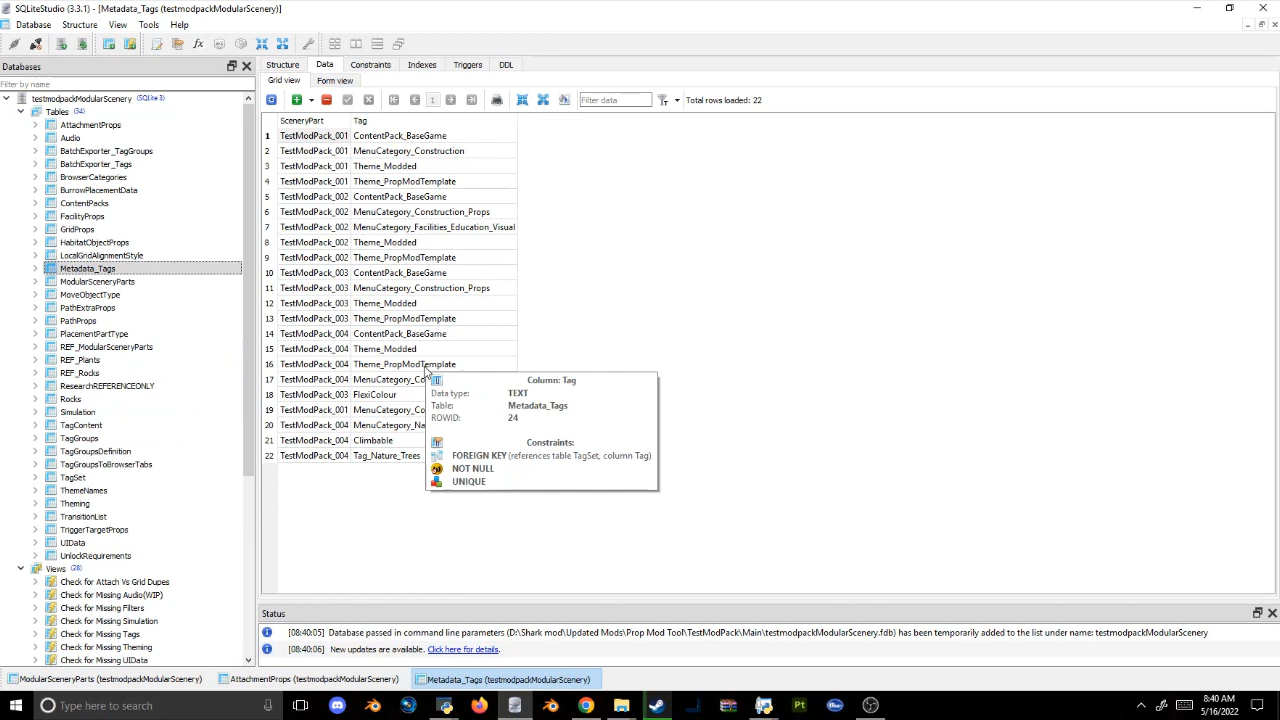 SQLiteStudio (3.3.1) - [Metadata_Tags (testmodpackModularScenery)]
Database Structure View Tools Help
Databases
Filter by name
testmodpackModularScenery (SQLite 3)
Tables (34)
AttachmentProps
Audio
BatchExporter_TagGroups
BatchExporter_Tags
BrowserCategories
BurrowPlacementData
ContentPacks
FacilityProps
GridProps
HabitatObjectProps
LocalGridAlignmentStyle
Metadata_Tags
ModularSceneryParts
MoveObjectType
PathExtraProps
PathProps
PlacementPartType
REF_ModularSceneryParts
REF_Plants
REF_Rocks
ResearchREFERENCEONLY
Rocks
Simulation
TagContent
TagGroups
TagGroupsDefinition
TagGroupsToBrowserTabs
TagSet
ThemeNames
Theming
TransitionList
TriggerTargetProps
UIData
UnlockRequirements
Views (28)
Check for Attach Vs Grid Dupes
Check for Missing Audio(WIP)
Check for Missing Filters
Check for Missing Simulation
Check for Missing Tags
Check for Missing Theming
Check for Missing UIData
Structure Data Constraints Indexes Triggers DDL
Grid view Form view
1 Filter data Total rows loaded: 22
SceneryPart Tag
1 TestModPack_001 ContentPack_BaseGame
2 TestModPack_001 MenuCategory_Construction
3 TestModPack_001 Theme_Modded
4 TestModPack_001 Theme_PropModTemplate
5 TestModPack_002 ContentPack_BaseGame
6 TestModPack_002 MenuCategory_Construction_Props
7 TestModPack_002 MenuCategory_Facilities_Education_Visual
8 TestModPack_002 Theme_Modded
9 TestModPack_002 Theme_PropModTemplate
10 TestModPack_003 ContentPack_BaseGame
11 TestModPack_003 MenuCategory_Construction_Props
12 TestModPack_003 Theme_Modded
13 TestModPack_003 Theme_PropModTemplate
14 TestModPack_004 ContentPack_BaseGame
15 TestModPack_004 Theme_Modded
16 TestModPack_004 Theme_PropModTemplate
17 TestModPack_004 MenuCategory_Co
18 TestModPack_003 FlexiColour
19 TestModPack_001 MenuCategory_Co
20 TestModPack_004 MenuCategory_Na
21 TestModPack_004 Climbable
22 TestModPack_004 Tag_Nature_Trees
Column: Tag
Data type: TEXT
Table: Metadata_Tags
ROWID: 24
Constraints:
FOREIGN KEY (references table TagSet, column Tag)
NOT NULL
UNIQUE
Status
[08:40:05] Database passed in command line parameters (D:\Shark mod\Updated Mods\Prop Mod Tool\TestModPack\Main\testmodpackModularScenery.fdb) has been temporarily added to the list under name: testmodpackModularScenery
[08:40:06] New updates are available. Click here for details.
ModularSceneryParts (testmodpackModularScenery) AttachmentProps (testmodpackModularScenery) Metadata_Tags (testmodpackModularScenery)
Type here to search
Pt
8:40 AM
5/16/2022